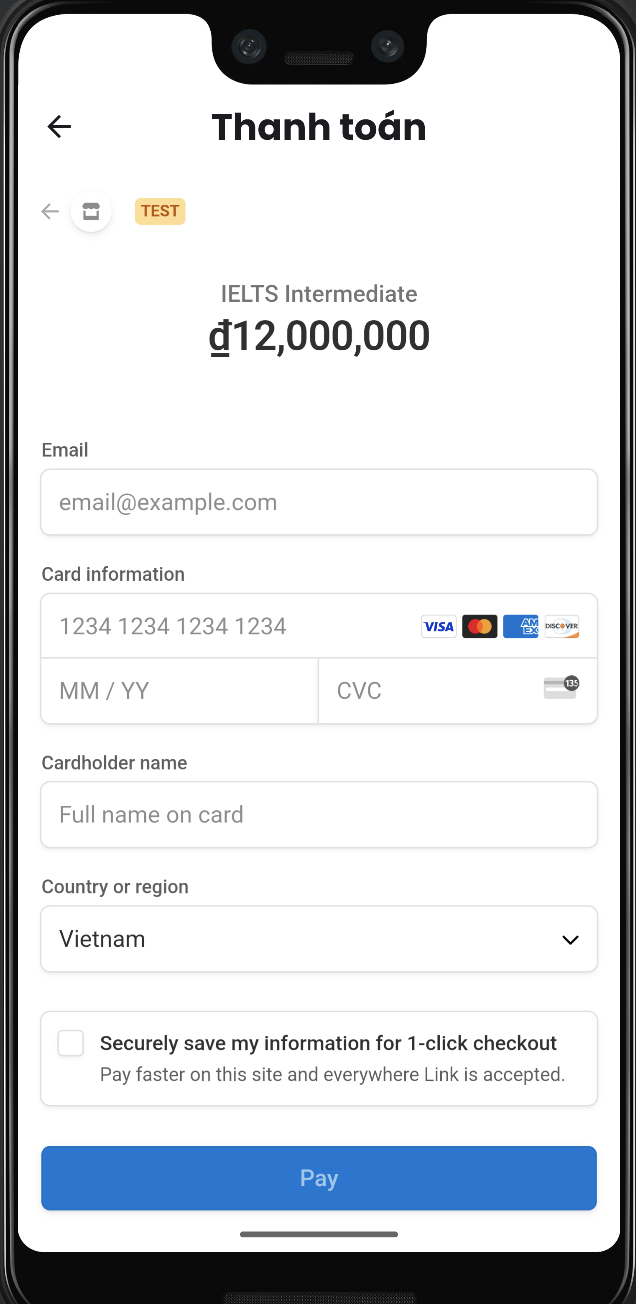 Thanh toán
TEST
IELTS Intermediate
₫12,000,000
Email
email@example.com
Card information
1234 1234 1234 1234 VISA AM EX DISCOVER
MM / YY CVC 135
Cardholder name
Full name on card
Country or region
Vietnam
Securely save my information for 1-click checkout
Pay faster on this site and everywhere Link is accepted.
Pay